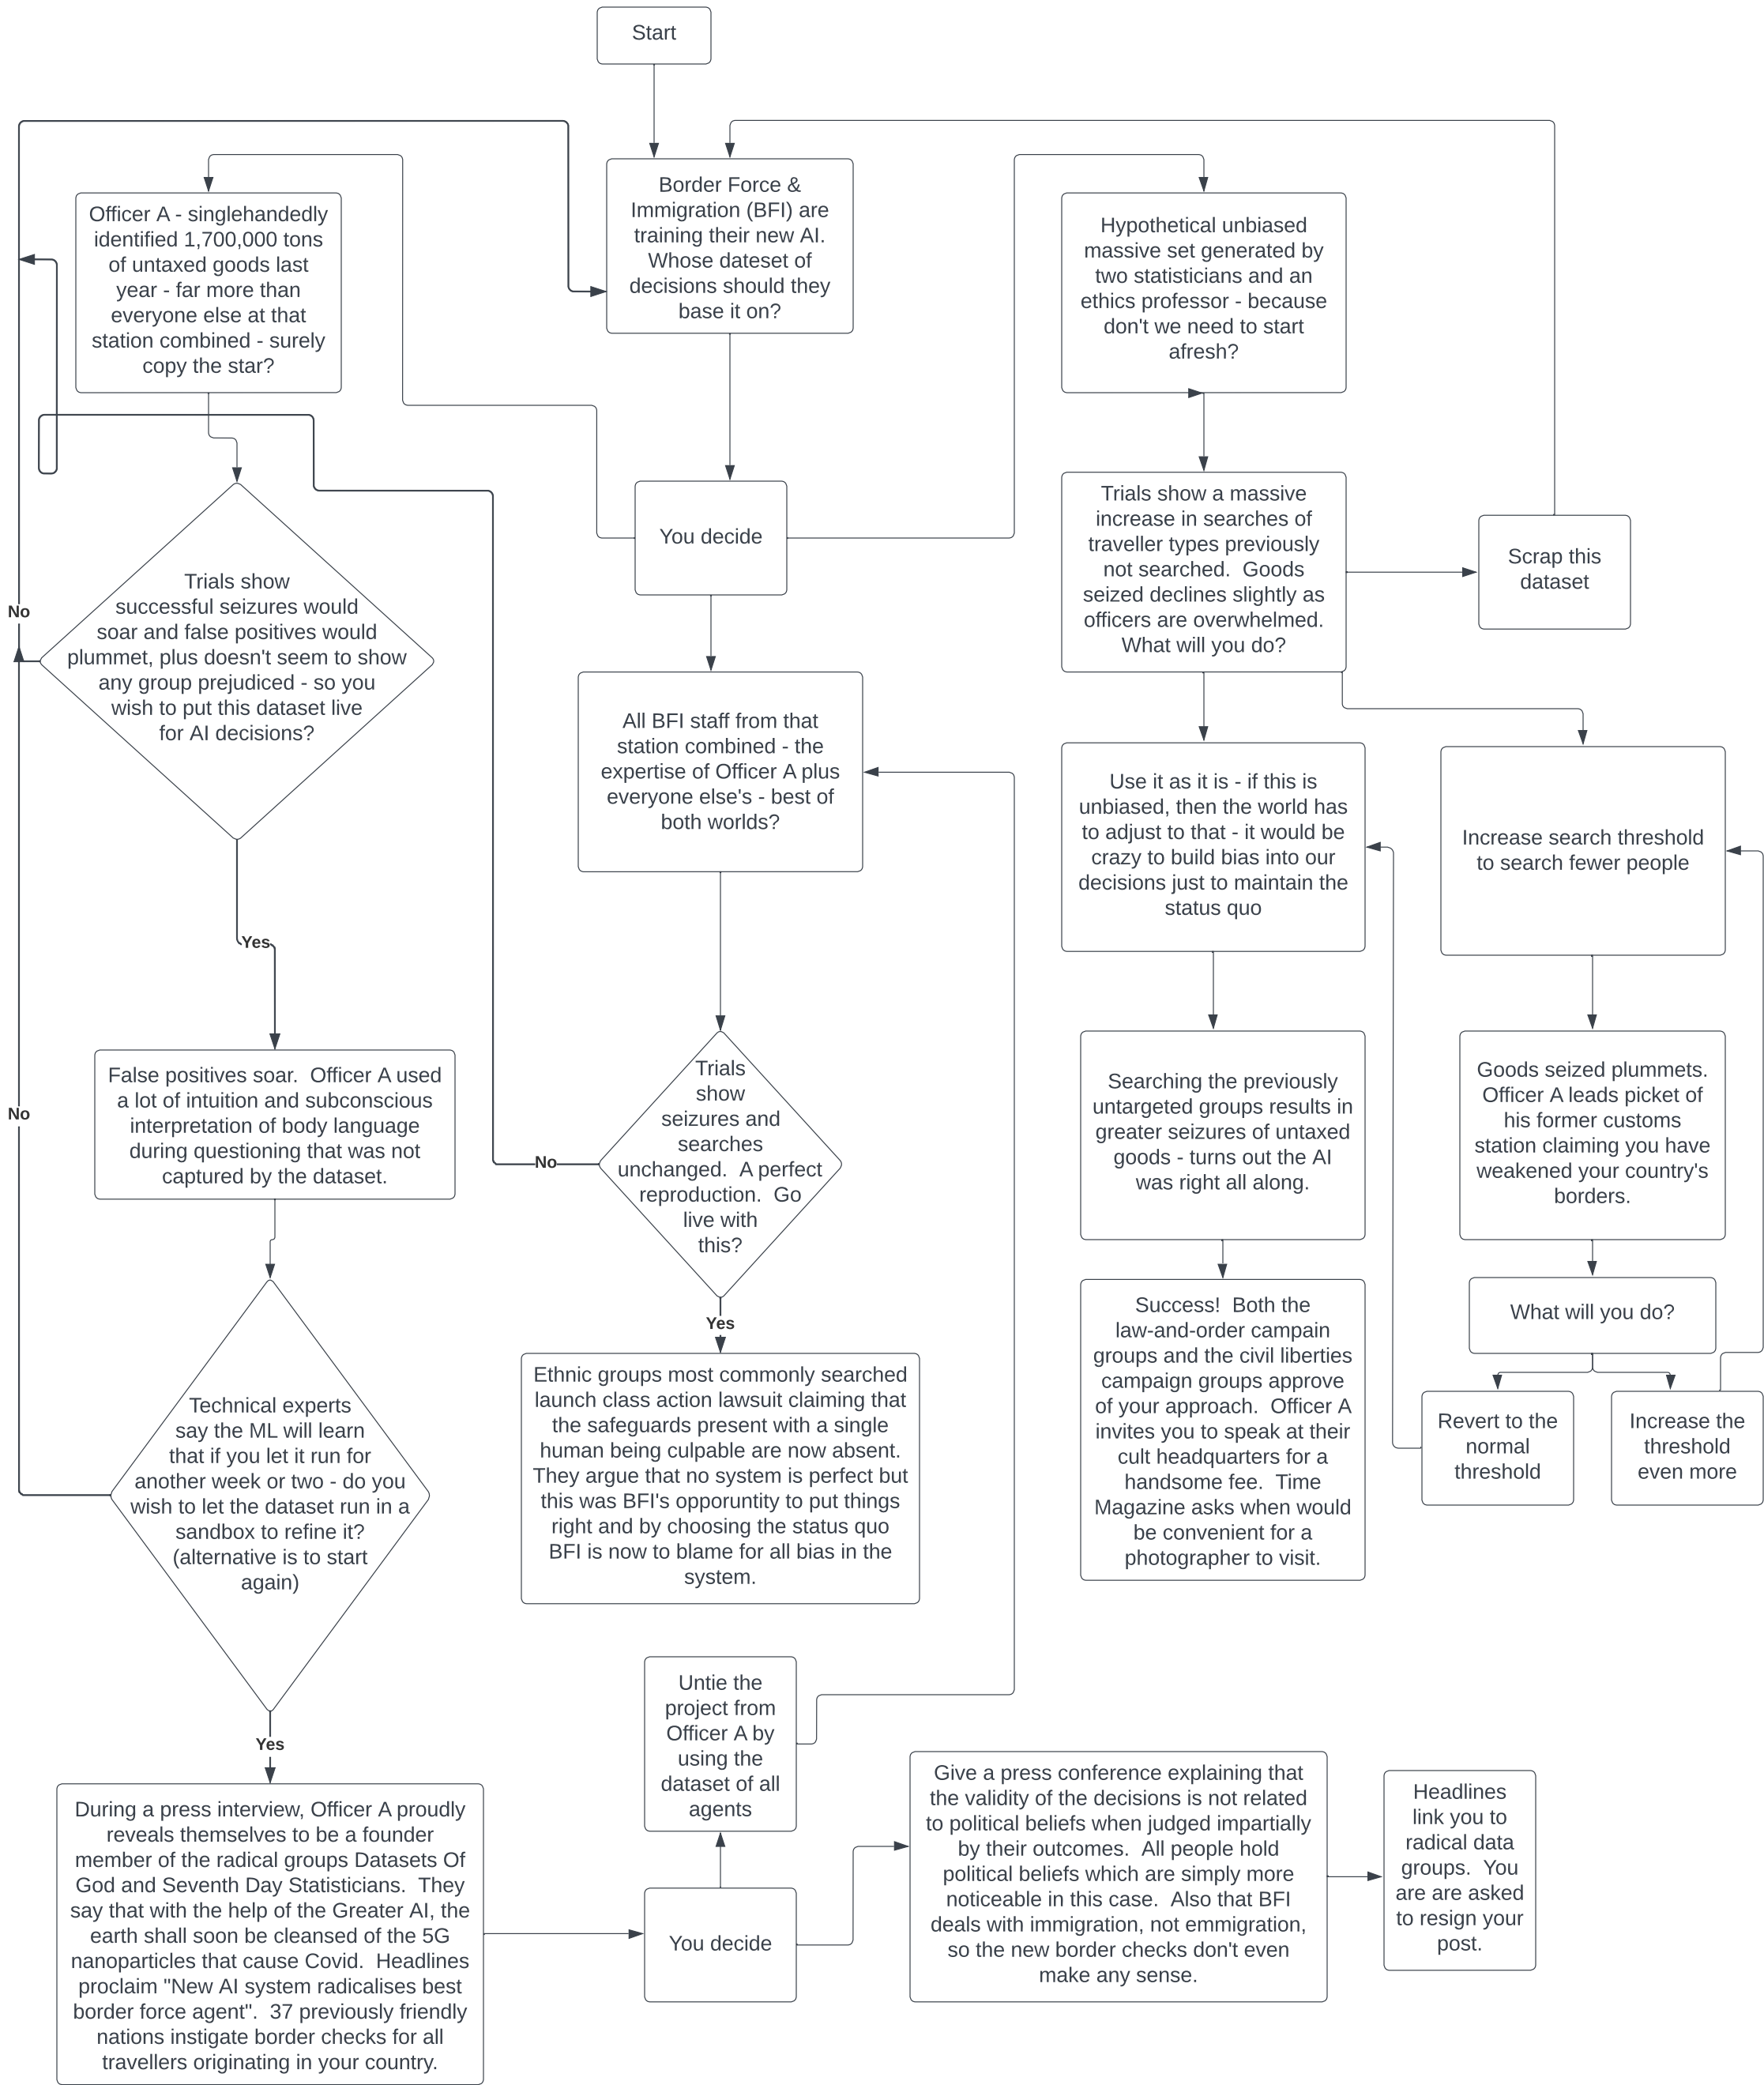 Start
Border Force &
Immigration (BFI) are
training their new AI.
Whose dateset of
decisions should they
base it on?
Officer A - singlehandedly
identified 1,700,000 tons
of untaxed goods last
year - far more than
everyone else at that
station combined - surely
copy the star?
Hypothetical unbiased
massive set generated by
two statisticians and an
ethics professor - because
don't we need to start
afresh?
You decide
Trials show a massive
increase in searches of
traveller types previously
not searched.  Goods
seized declines slightly as
officers are overwhelmed.
What will you do?
Scrap this
dataset
No
Trials show
successful seizures would
soar and false positives would
plummet, plus doesn't seem to show
any group prejudiced - so you
wish to put this dataset live
for AI decisions?
All BFI staff from that
station combined - the
expertise of Officer A plus
everyone else's - best of
both worlds?
Use it as it is - if this is
unbiased, then the world has
to adjust to that - it would be
crazy to build bias into our
decisions just to maintain the
status quo
Increase search threshold
to search fewer people
Yes
False positives soar.  Officer A used
a lot of intuition and subconscious
interpretation of body language
during questioning that was not
captured by the dataset.
No
Trials
show
seizures and
searches
unchanged.  A perfect
reproduction.  Go
live with
this?
No
Searching the previously
untargeted groups results in
greater seizures of untaxed
goods - turns out the AI
was right all along.
Goods seized plummets.
Officer A leads picket of
his former customs
station claiming you have
weakened your country's
borders.
Yes
What will you do?
Success!  Both the
law-and-order campain
groups and the civil liberties
campaign groups approve
of your approach.  Officer A
invites you to speak at their
cult headquarters for a
handsome fee.  Time
Magazine asks when would
be convenient for a
photographer to visit.
Revert to the
normal
threshold
Increase the
threshold
even more
Technical experts
say the ML will learn
that if you let it run for
another week or two - do you
wish to let the dataset run in a
sandbox to refine it?
(alternative is to start
again)
Ethnic groups most commonly searched
launch class action lawsuit claiming that
the safeguards present with a single
human being culpable are now absent.
They argue that no system is perfect but
this was BFI's opporuntity to put things
right and by choosing the status quo
BFI is now to blame for all bias in the
system.
Yes
Untie the
project from
Officer A by
using the
dataset of all
agents
During a press interview, Officer A proudly
reveals themselves to be a founder
member of the radical groups Datasets Of
God and Seventh Day Statisticians.  They
say that with the help of the Greater AI, the
earth shall soon be cleansed of the 5G
nanoparticles that cause Covid.  Headlines
proclaim "New AI system radicalises best
border force agent".  37 previously friendly
nations instigate border checks for all
travellers originating in your country.
You decide
Give a press conference explaining that
the validity of the decisions is not related
to political beliefs when judged impartially
by their outcomes.  All people hold
political beliefs which are simply more
noticeable in this case.  Also that BFI
deals with immigration, not emmigration,
so the new border checks don't even
make any sense.
Headlines
link you to
radical data
groups.  You
are are asked
to resign your
post.